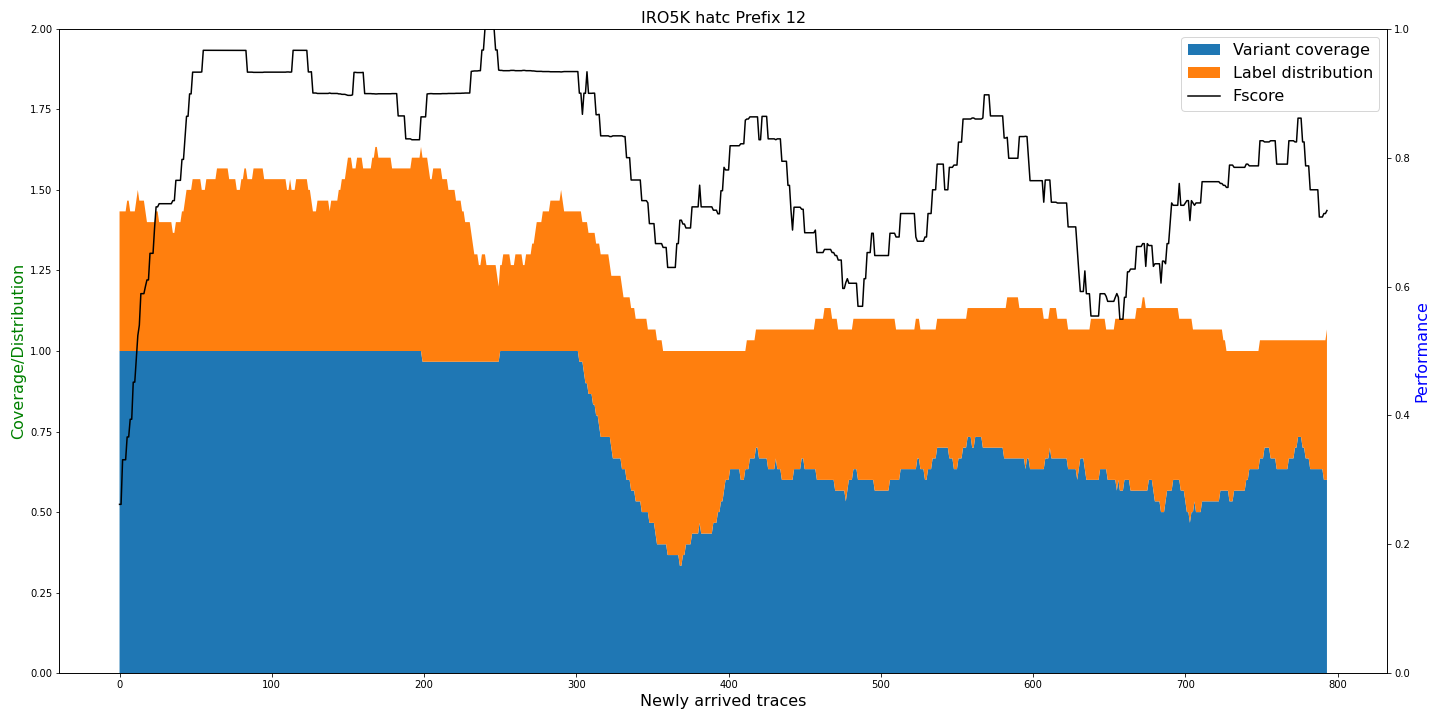 IRO5K hatc Prefix 12
2.00
1.75
1.50
1.25
1.00
0.75
0.50
0.25
0.00
Coverage/Distribution
Variant coverage
Label distribution
Fscore
1.0
0.8
0.6
0.4
0.2
0.0
Performance
0 100 200 300 400 500 600 700 800
Newly arrived traces